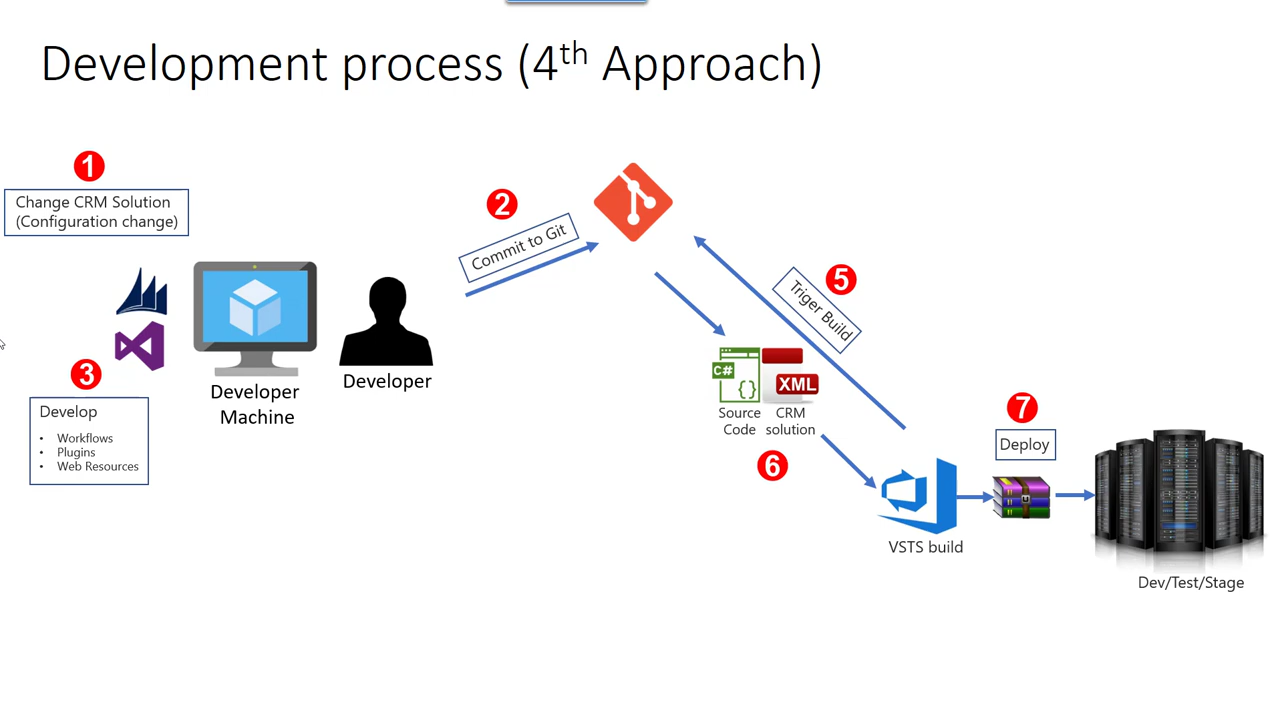 Development process (4th Approach)
1
Change CRM Solution
(Configuration change)
2
Commit to Git
3
Develop
• Workflows
• Plugins
• Web Resources
Developer
Machine
Developer
5
Triger Build
C#
{}
XML
Source
Code
CRM
solution
6
VSTS build
7
Deploy
Dev/Test/Stage